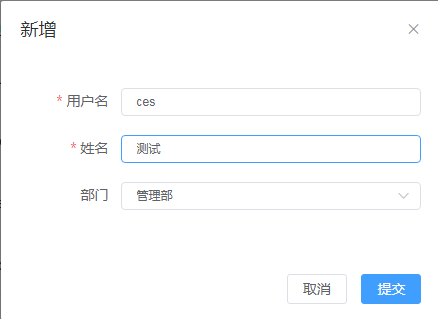 新增
* 用户名 ces
* 姓名 测试
部门 管理部
取消 提交